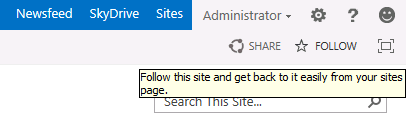 Newsfeed SkyDrive Sites Administrator ?
SHARE FOLLOW
Follow this site and get back to it easily from your sites
page.
Search This Site...